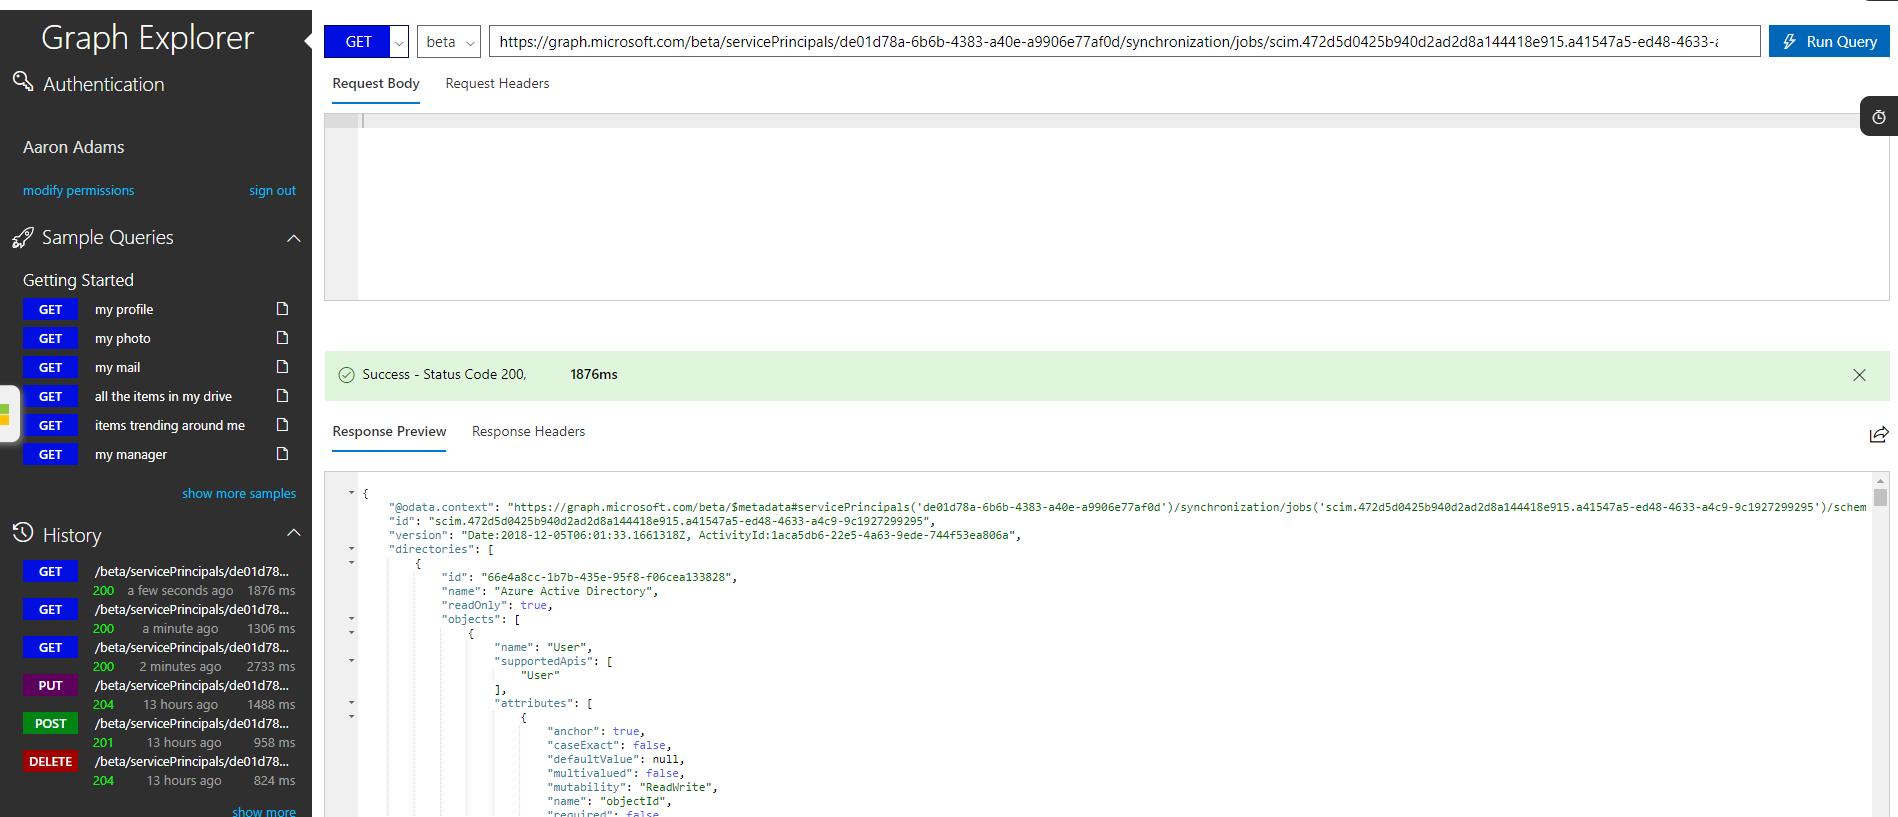 Graph Explorer
Authentication
Aaron Adams
modify permissions sign out
Sample Queries
Getting Started
GET my profile
GET my photo
GET my mail
GET all the items in my drive
GET items trending around me
GET my manager
show more samples
History
GET /beta/servicePrincipals/de01d78...
200 a few seconds ago 1876 ms
GET /beta/servicePrincipals/de01d78...
200 a minute ago 1306 ms
GET /beta/servicePrincipals/de01d78...
200 2 minutes ago 2733 ms
PUT /beta/servicePrincipals/de01d78...
204 13 hours ago 1488 ms
POST /beta/servicePrincipals/de01d78...
201 13 hours ago 958 ms
DELETE /beta/servicePrincipals/de01d78...
204 13 hours ago 824 ms
show more
GET beta https://graph.microsoft.com/beta/servicePrincipals/de01d78a-6b6b-4383-a40e-a9906e77af0d/synchronization/jobs/scim.472d5d0425b940d2ad2d8a144418e915.a41547a5-ed48-4633-a Run Query
Request Body Request Headers
Success - Status Code 200, 1876ms
Response Preview Response Headers
{
"@odata.context": "https://graph.microsoft.com/beta/$metadata#servicePrincipals('de01d78a-6b6b-4383-a40e-a9906e77af0d')/synchronization/jobs('scim.472d5d0425b940d2ad2d8a144418e915.a41547a5-ed48-4633-a4c9-9c1927299295')/schem
"id": "scim.472d5d0425b940d2ad2d8a144418e915.a41547a5-ed48-4633-a4c9-9c1927299295",
"version": "Date:2018-12-05T06:01:33.1661318Z, ActivityId:1aca5db6-22e5-4a63-9ede-744f53ea806a",
"directories": [
{
"id": "66e4a8cc-1b7b-435e-95f8-f06cea133828",
"name": "Azure Active Directory",
"readOnly": true,
"objects": [
{
"name": "User",
"supportedApis": [
"User"
],
"attributes": [
{
"anchor": true,
"caseExact": false,
"defaultValue": null,
"multivalued": false,
"mutability": "ReadWrite",
"name": "objectId",
"required": false,